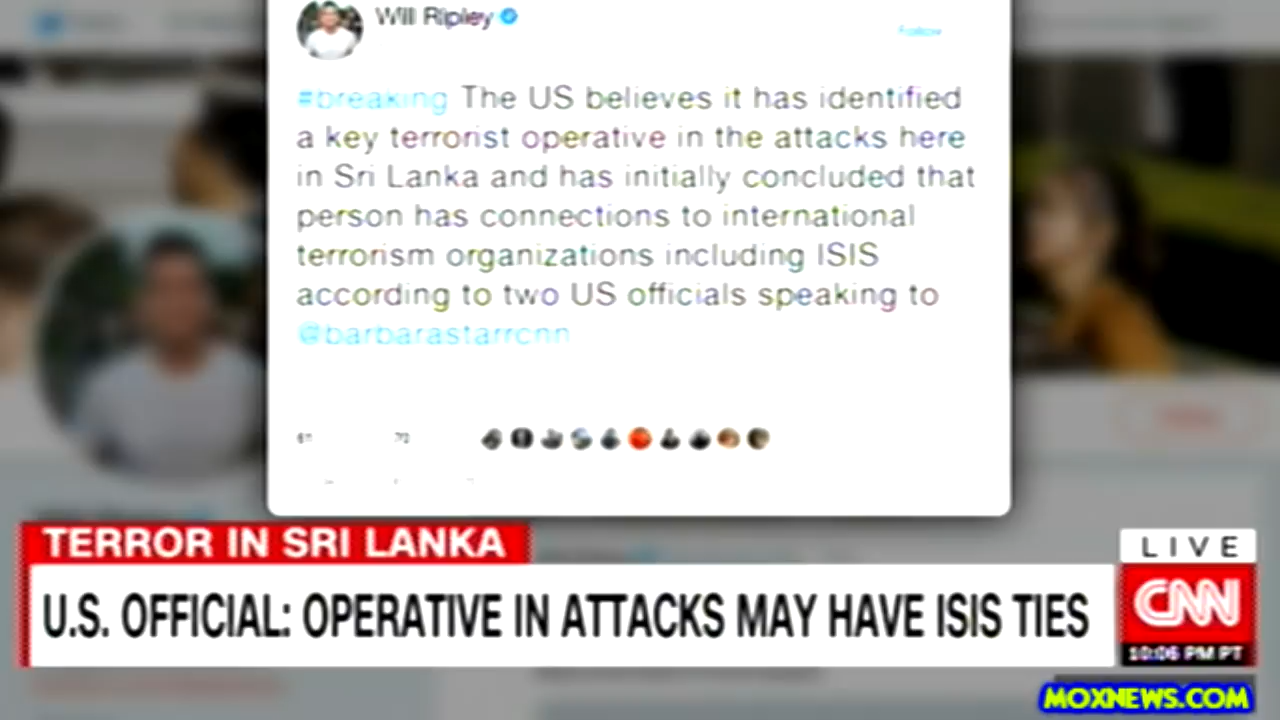 Will Ripley
Follow
#breaking The US believes it has identified
a key terrorist operative in the attacks here
in Sri Lanka and has initially concluded that
person has connections to international
terrorism organizations including ISIS
according to two US officials speaking to
@barbarastarrcnn
TERROR IN SRI LANKA
U.S. OFFICIAL: OPERATIVE IN ATTACKS MAY HAVE ISIS TIES
LIVE
CNN
10:06 PM PT
MOXNEWS.COM